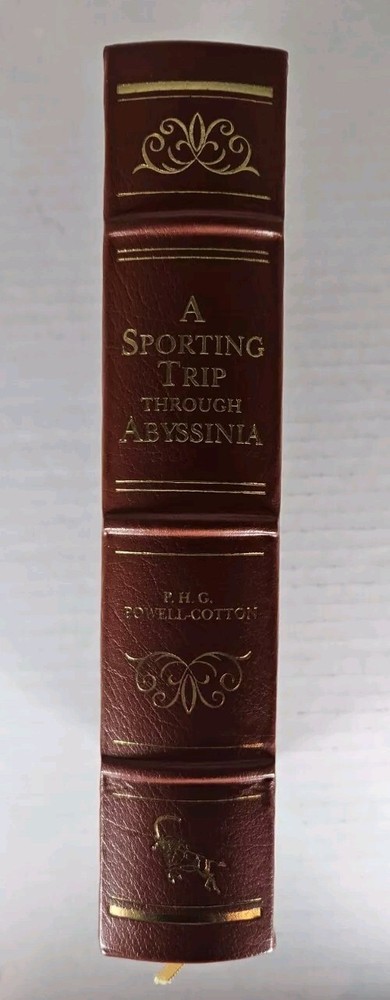 A
SPORTING
TRIP
THROUGH
ABYSSINIA
P. H. G.
POWELL-COTTON